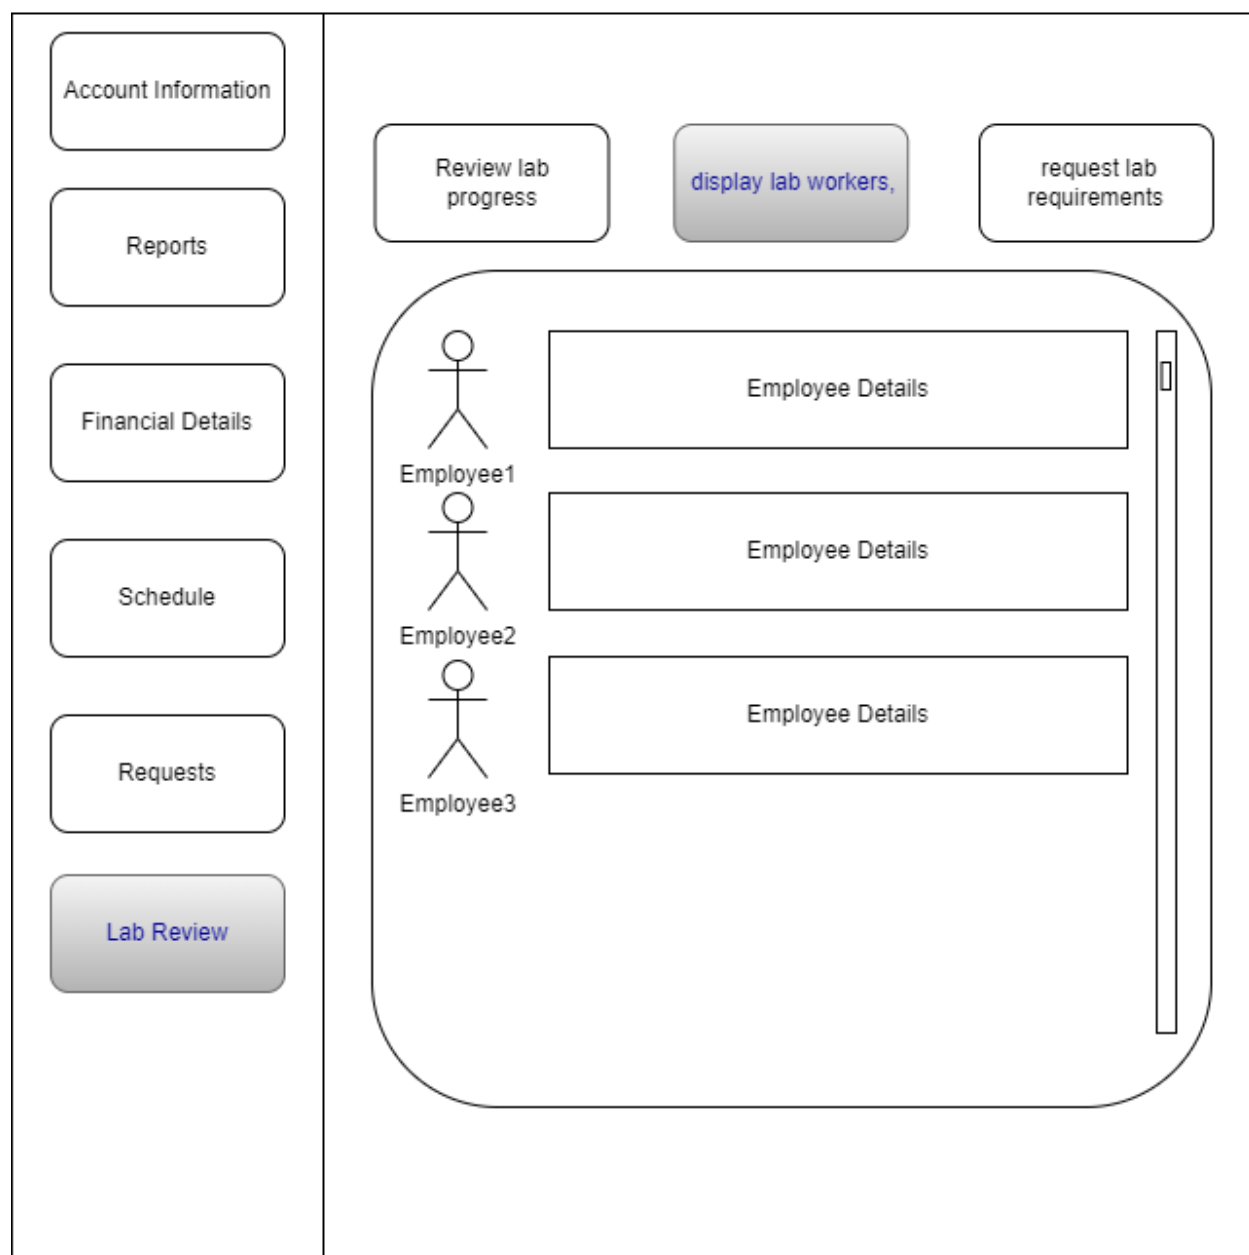 Account Information
Reports
Financial Details
Schedule
Requests
Lab Review
Review lab
progress
display lab workers,
request lab
requirements
Employee1
Employee Details
Employee2
Employee Details
Employee3
Employee Details